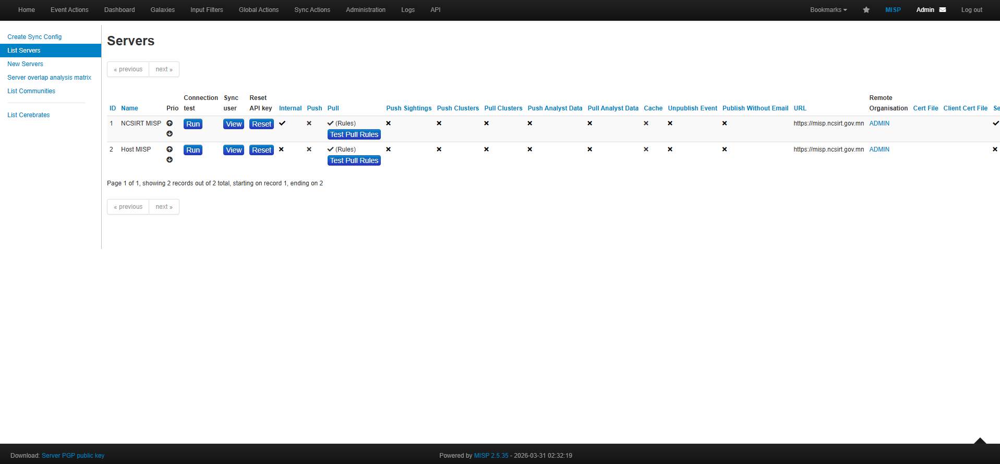 Home Event Actions Dashboard Galaxies Input Filters Global Actions Sync Actions Administration Logs API Bookmarks MISP Admin Log out
Create Sync Config
List Servers
New Servers
Server overlap analysis matrix
List Communities
List Cerebrates
Servers
« previous next »
ID Name Prio Connection test Sync user Reset API key Internal Push Pull Push Sightings Push Clusters Pull Clusters Push Analyst Data Pull Analyst Data Cache Unpublish Event Publish Without Email URL Remote Organisation Cert File Client Cert File Se
1 NCSIRT MISP Run View Reset (Rules) https://misp.ncsirt.gov.mn ADMIN
Test Pull Rules
2 Host MISP Run View Reset (Rules) https://misp.ncsirt.gov.mn ADMIN
Test Pull Rules
Page 1 of 1, showing 2 records out of 2 total, starting on record 1, ending on 2
« previous next »
Download: Server PGP public key Powered by MISP 2.5.35 - 2026-03-31 02:32:19